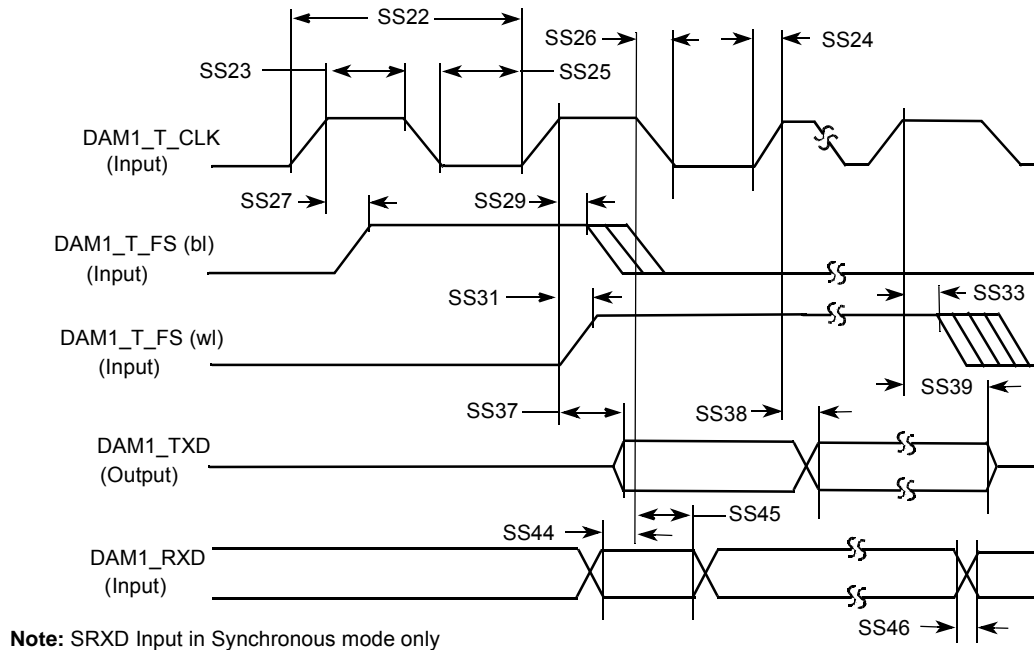 SS22
SS26
SS24
SS23
SS25
DAM1_T_CLK
(Input)
SS27
SS29
DAM1_T_FS (bl)
(Input)
SS31
SS33
DAM1_T_FS (wl)
(Input)
SS39
SS37
SS38
DAM1_TXD
(Output)
SS44
SS45
DAM1_RXD
(Input)
SS46
Note: SRXD Input in Synchronous mode only